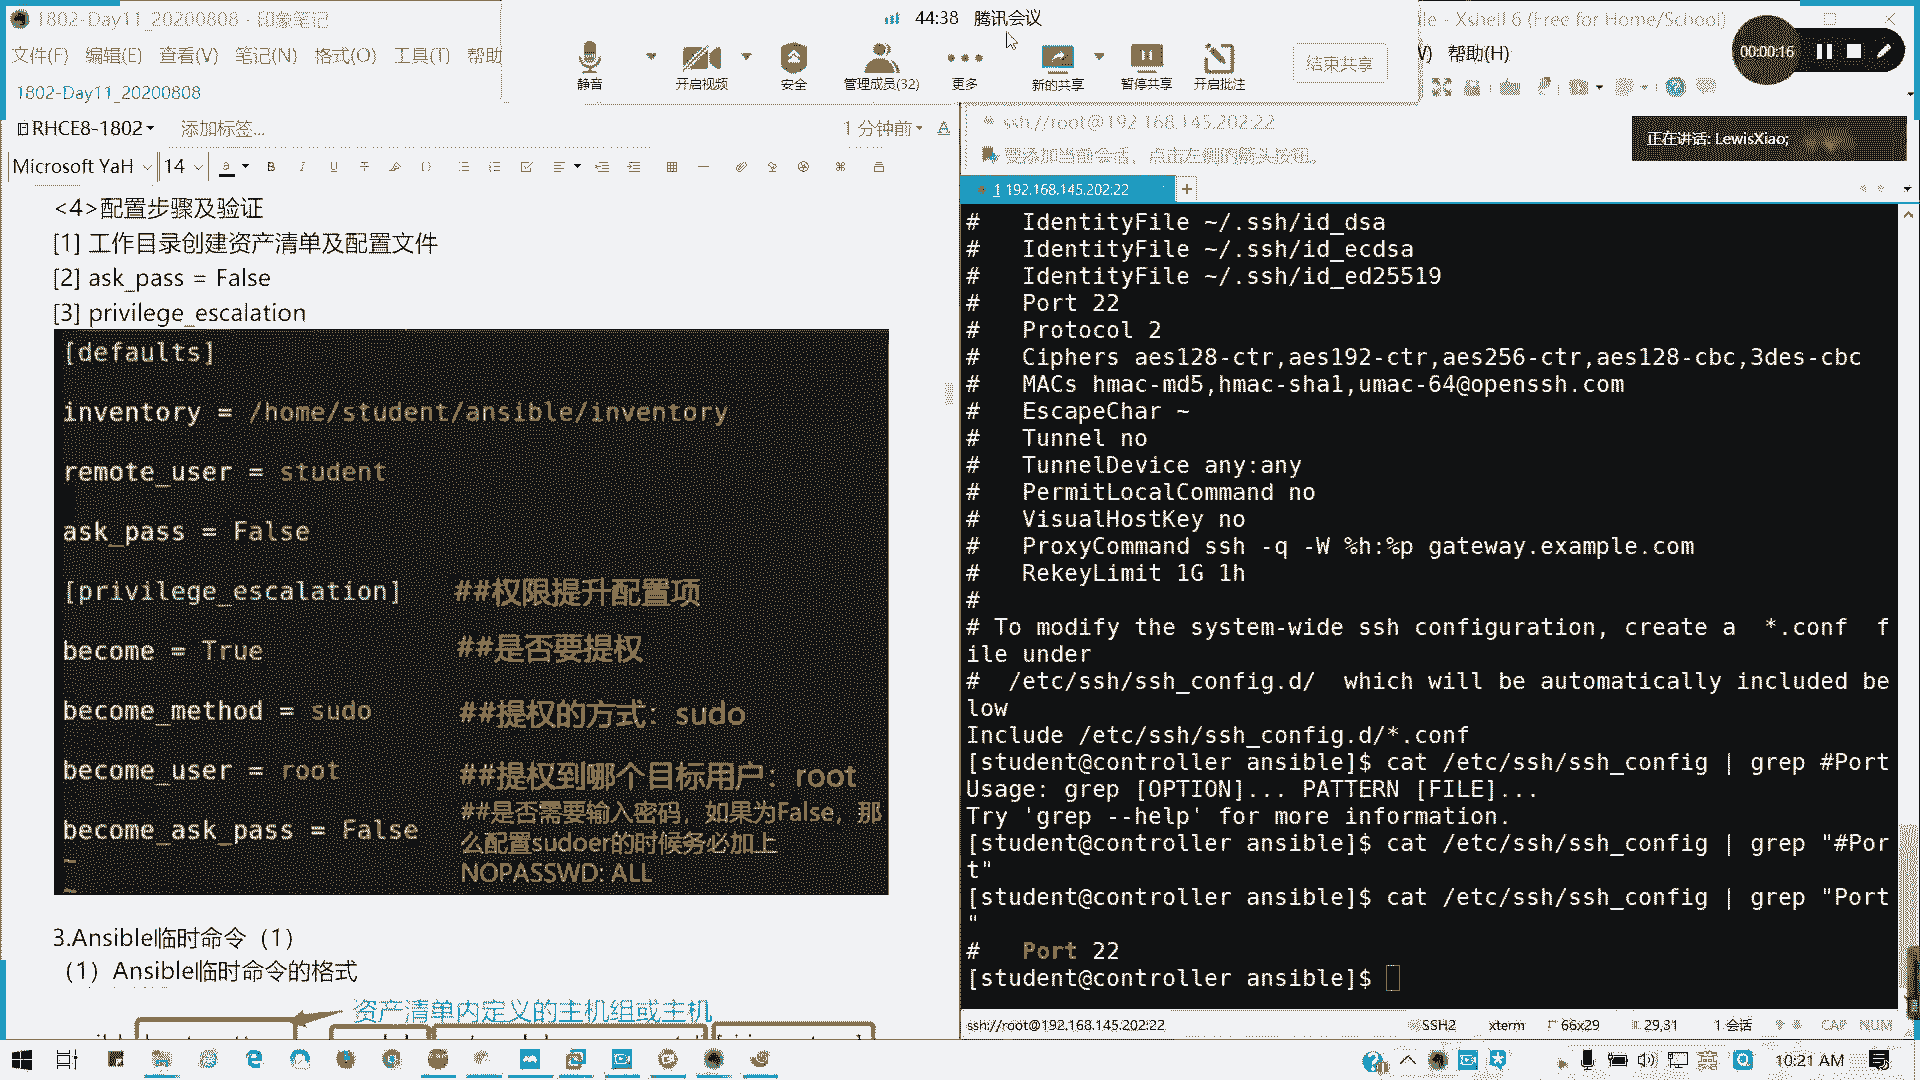 1802-Day11_20200808 - 印象笔记
44:38 腾讯会议
le - Xshell 6 (Free for Home/School)
文件(F) 编辑(E) 查看(V) 笔记(N) 格式(O) 工具(T) 帮助
V) 帮助(H)
00:00:16
静音 开启视频 安全 管理成员(32) 更多 新的共享 暂停共享 开启批注 结束共享
1802-Day11_20200808
RHCE8-1802 添加标签... 1 分钟前
ssh://root@192.168.145.202:22
要添加当前会话，点击左侧的箭头按钮。
正在讲话: LewisXiao;
Microsoft YaH 14
1 192.168.145.202:22
<4>配置步骤及验证
[1] 工作目录创建资产清单及配置文件
[2] ask_pass = False
[3] privilege_escalation
[defaults]
inventory = /home/student/ansible/inventory
remote_user = student
ask_pass = False
[privilege_escalation] ##权限提升配置项
become = True ##是否要提权
become_method = sudo ##提权的方式：sudo
become_user = root ##提权到哪个目标用户：root
become_ask_pass = False ##是否需要输入密码，如果为False，那
么配置sudoer的时候务必加上
NOPASSWD: ALL
~
~
3.Ansible临时命令（1）
（1）Ansible临时命令的格式
资产清单内定义的主机组或主机
#   IdentityFile ~/.ssh/id_dsa
#   IdentityFile ~/.ssh/id_ecdsa
#   IdentityFile ~/.ssh/id_ed25519
#   Port 22
#   Protocol 2
#   Ciphers aes128-ctr,aes192-ctr,aes256-ctr,aes128-cbc,3des-cbc
#   MACs hmac-md5,hmac-sha1,umac-64@openssh.com
#   EscapeChar ~
#   Tunnel no
#   TunnelDevice any:any
#   PermitLocalCommand no
#   VisualHostKey no
#   ProxyCommand ssh -q -W %h:%p gateway.example.com
#   RekeyLimit 1G 1h
#
# To modify the system-wide ssh configuration, create a  *.conf  f
ile under
#  /etc/ssh/ssh_config.d/  which will be automatically included be
low
Include /etc/ssh/ssh_config.d/*.conf
[student@controller ansible]$ cat /etc/ssh/ssh_config | grep #Port
Usage: grep [OPTION]... PATTERN [FILE]...
Try 'grep --help' for more information.
[student@controller ansible]$ cat /etc/ssh/ssh_config | grep "#Por
t"
[student@controller ansible]$ cat /etc/ssh/ssh_config | grep "Port
"
#   Port 22
[student@controller ansible]$
ssh://root@192.168.145.202:22 SSH2 xterm 66x29 29,31 1 会话 CAP NUM
10:21 AM